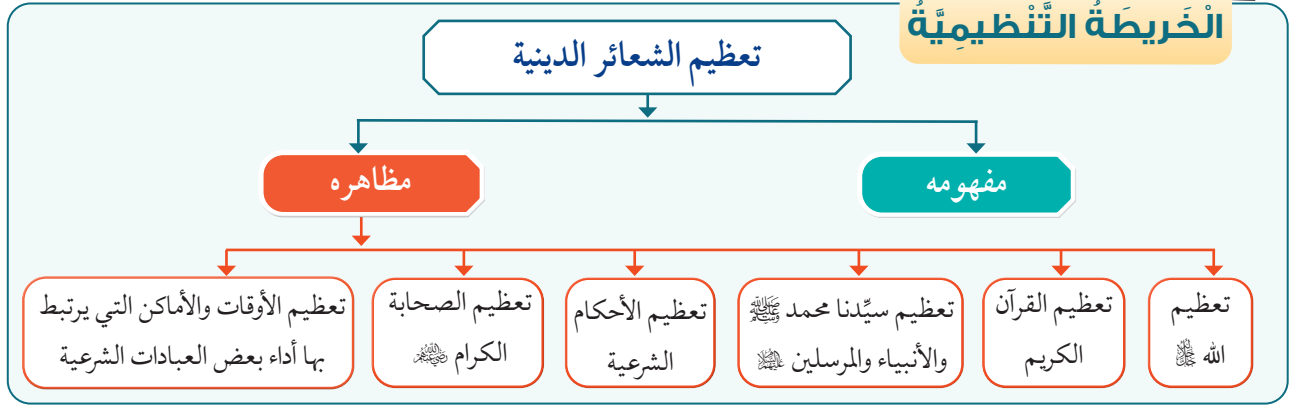 الْخَريطَةُ التَّنْظيمِيَّةُ
تعظيم الشعائر الدينية
مفهومه
مظاهره
تعظيم
الله ﷻ
تعظيم القرآن
الكريم
تعظيم سيِّدنا محمد ﷺ
والأنبياء والمرسلين عليهم السلام
تعظيم الأحكام
الشرعية
تعظيم الصحابة
الكرام رضي الله عنهم
تعظيم الأوقات والأماكن التي يرتبط
بها أداء بعض العبادات الشرعية